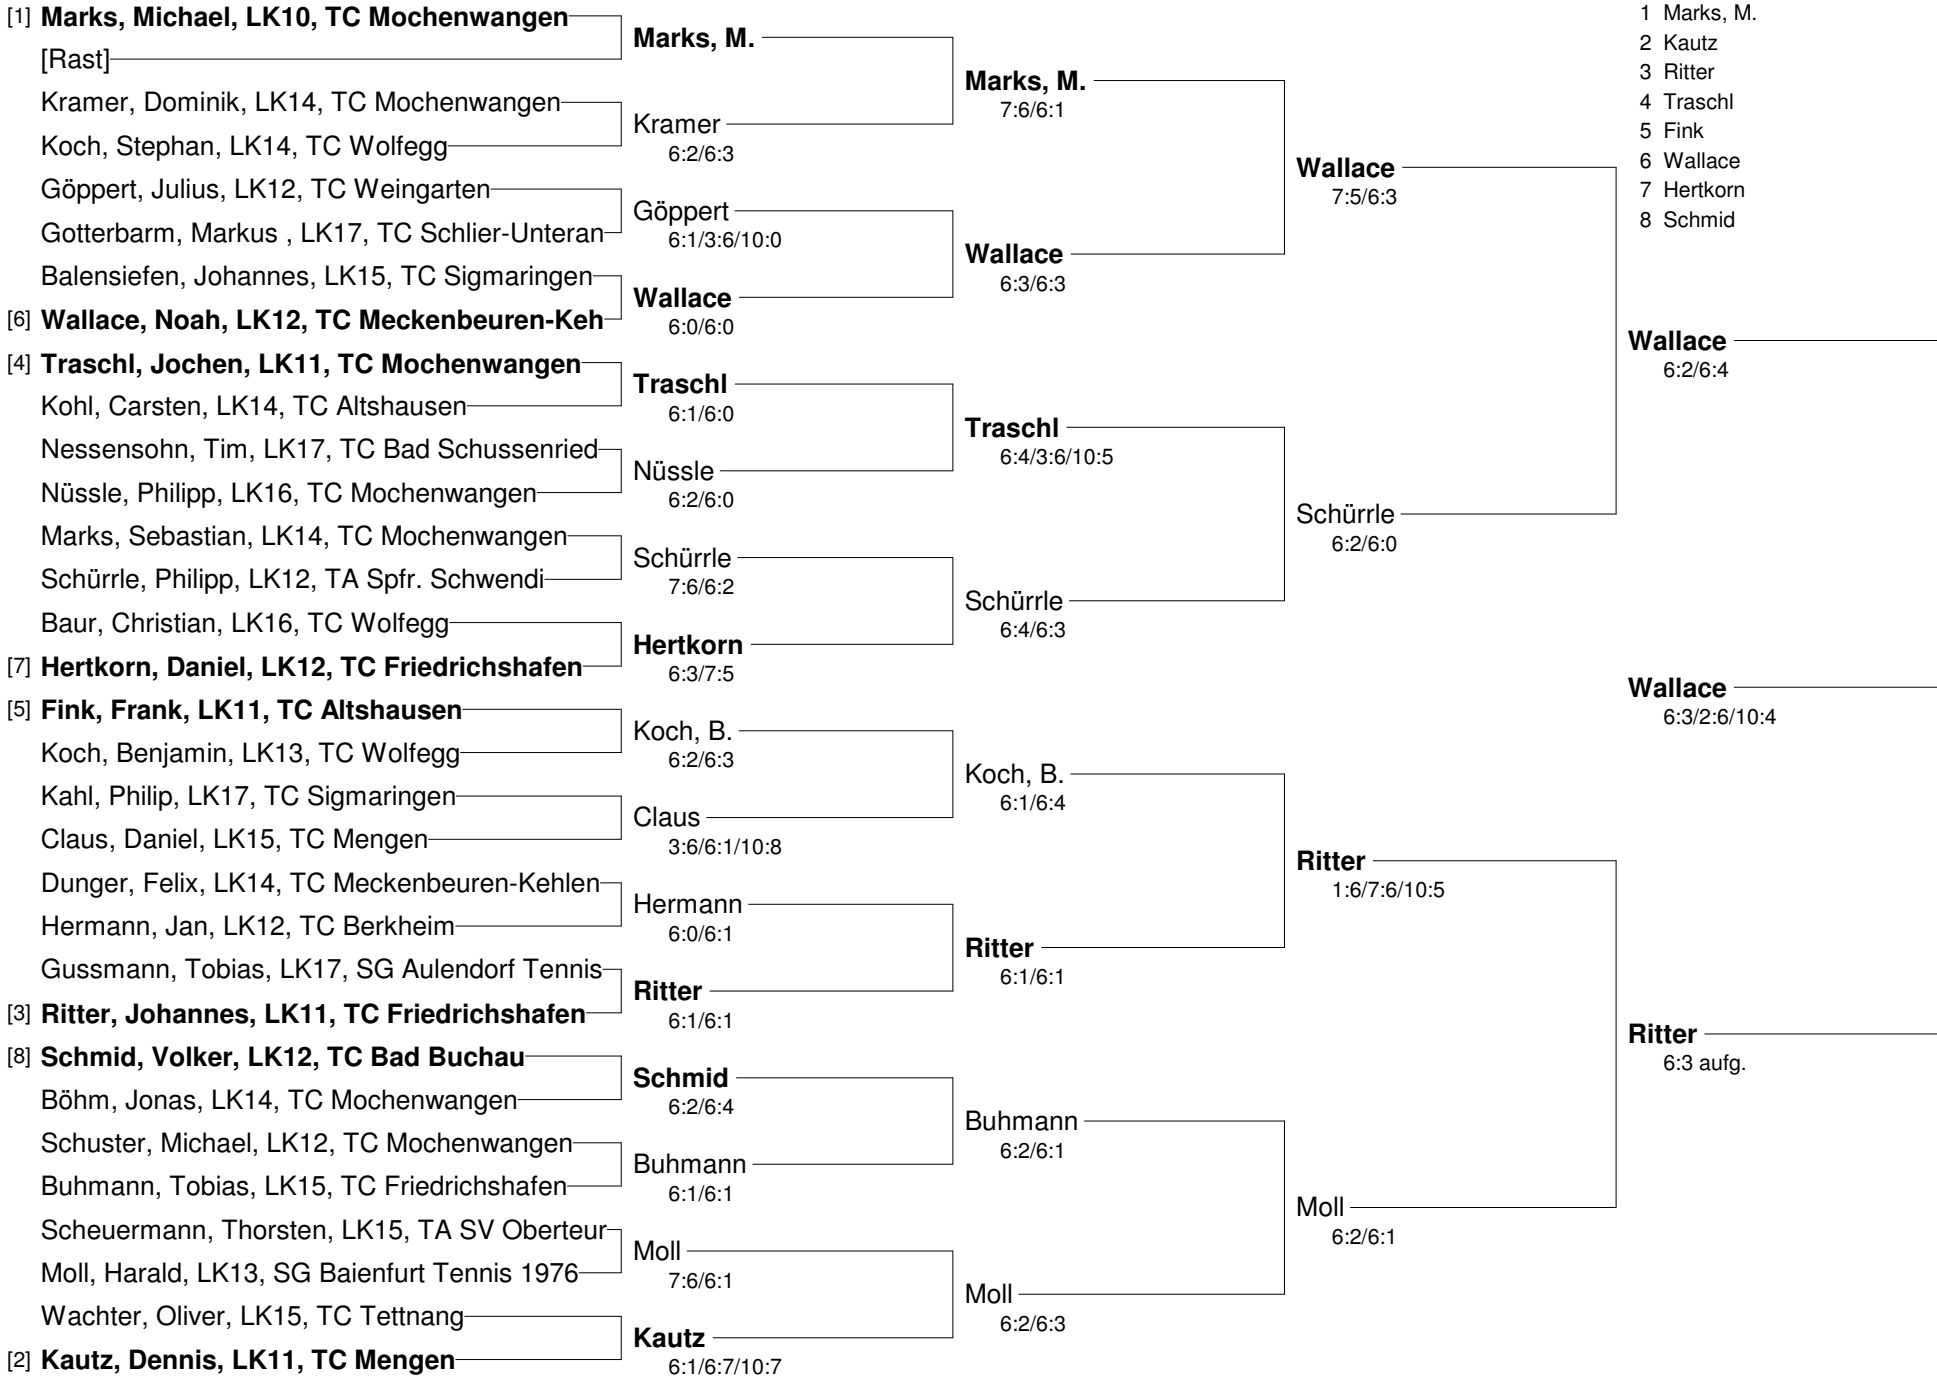 [1] Marks, Michael, LK10, TC Mochenwangen
[Rast]
Kramer, Dominik, LK14, TC Mochenwangen
Koch, Stephan, LK14, TC Wolfegg
Göppert, Julius, LK12, TC Weingarten
Gotterbarm, Markus , LK17, TC Schlier-Unteran
Balensiefen, Johannes, LK15, TC Sigmaringen
[6] Wallace, Noah, LK12, TC Meckenbeuren-Keh
[4] Traschl, Jochen, LK11, TC Mochenwangen
Kohl, Carsten, LK14, TC Altshausen
Nessensohn, Tim, LK17, TC Bad Schussenried
Nüssle, Philipp, LK16, TC Mochenwangen
Marks, Sebastian, LK14, TC Mochenwangen
Schürrle, Philipp, LK12, TA Spfr. Schwendi
Baur, Christian, LK16, TC Wolfegg
[7] Hertkorn, Daniel, LK12, TC Friedrichshafen
[5] Fink, Frank, LK11, TC Altshausen
Koch, Benjamin, LK13, TC Wolfegg
Kahl, Philip, LK17, TC Sigmaringen
Claus, Daniel, LK15, TC Mengen
Dunger, Felix, LK14, TC Meckenbeuren-Kehlen
Hermann, Jan, LK12, TC Berkheim
Gussmann, Tobias, LK17, SG Aulendorf Tennis
[3] Ritter, Johannes, LK11, TC Friedrichshafen
[8] Schmid, Volker, LK12, TC Bad Buchau
Böhm, Jonas, LK14, TC Mochenwangen
Schuster, Michael, LK12, TC Mochenwangen
Buhmann, Tobias, LK15, TC Friedrichshafen
Scheuermann, Thorsten, LK15, TA SV Oberteur
Moll, Harald, LK13, SG Baienfurt Tennis 1976
Wachter, Oliver, LK15, TC Tettnang
[2] Kautz, Dennis, LK11, TC Mengen
Marks, M.
Kramer
6:2/6:3
Göppert
6:1/3:6/10:0
Wallace
6:0/6:0
Traschl
6:1/6:0
Nüssle
6:2/6:0
Schürrle
7:6/6:2
Hertkorn
6:3/7:5
Koch, B.
6:2/6:3
Claus
3:6/6:1/10:8
Hermann
6:0/6:1
Ritter
6:1/6:1
Schmid
6:2/6:4
Buhmann
6:1/6:1
Moll
7:6/6:1
Kautz
6:1/6:7/10:7
Marks, M.
7:6/6:1
Wallace
6:3/6:3
Traschl
6:4/3:6/10:5
Schürrle
6:4/6:3
Koch, B.
6:1/6:4
Ritter
6:1/6:1
Buhmann
6:2/6:1
Moll
6:2/6:3
Wallace
7:5/6:3
Schürrle
6:2/6:0
Ritter
1:6/7:6/10:5
Moll
6:2/6:1
1 Marks, M.
2 Kautz
3 Ritter
4 Traschl
5 Fink
6 Wallace
7 Hertkorn
8 Schmid
Wallace
6:2/6:4
Wallace
6:3/2:6/10:4
Ritter
6:3 aufg.